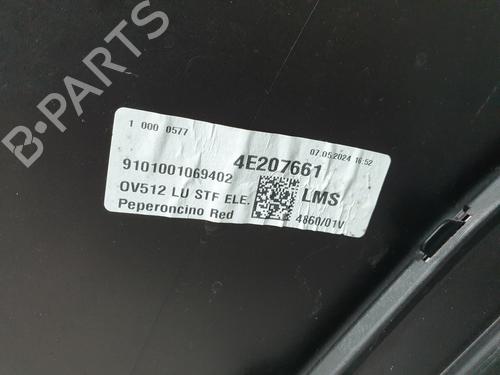 B-PARTS
1 000 0577
07.05.2024 16:52
9101001069402
4E207661
OV512 LU STF ELE.
LMS
Peperoncino Red
4860/01V